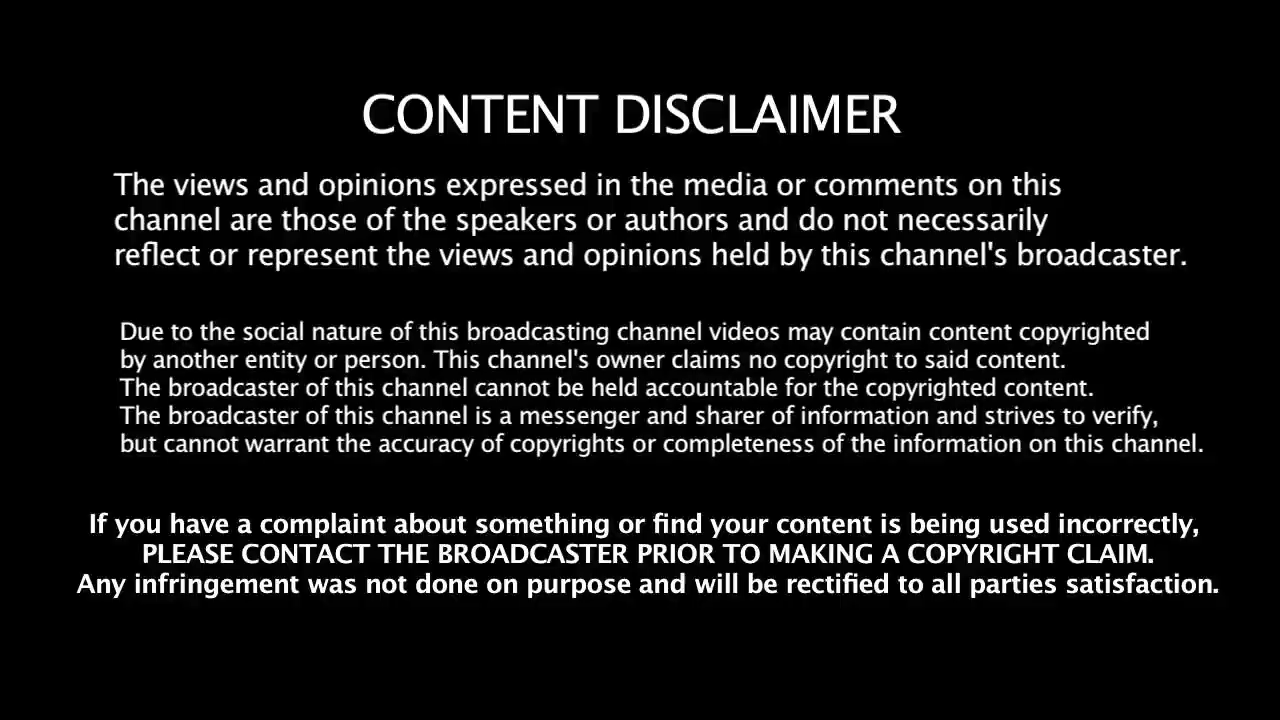 CONTENT DISCLAIMER
The views and opinions expressed in the media or comments on this
channel are those of the speakers or authors and do not necessarily
reflect or represent the views and opinions held by this channel's broadcaster.
Due to the social nature of this broadcasting channel videos may contain content copyrighted
by another entity or person. This channel's owner claims no copyright to said content.
The broadcaster of this channel cannot be held accountable for the copyrighted content.
The broadcaster of this channel is a messenger and sharer of information and strives to verify,
but cannot warrant the accuracy of copyrights or completeness of the information on this channel.
If you have a complaint about something or find your content is being used incorrectly,
PLEASE CONTACT THE BROADCASTER PRIOR TO MAKING A COPYRIGHT CLAIM.
Any infringement was not done on purpose and will be rectified to all parties satisfaction.